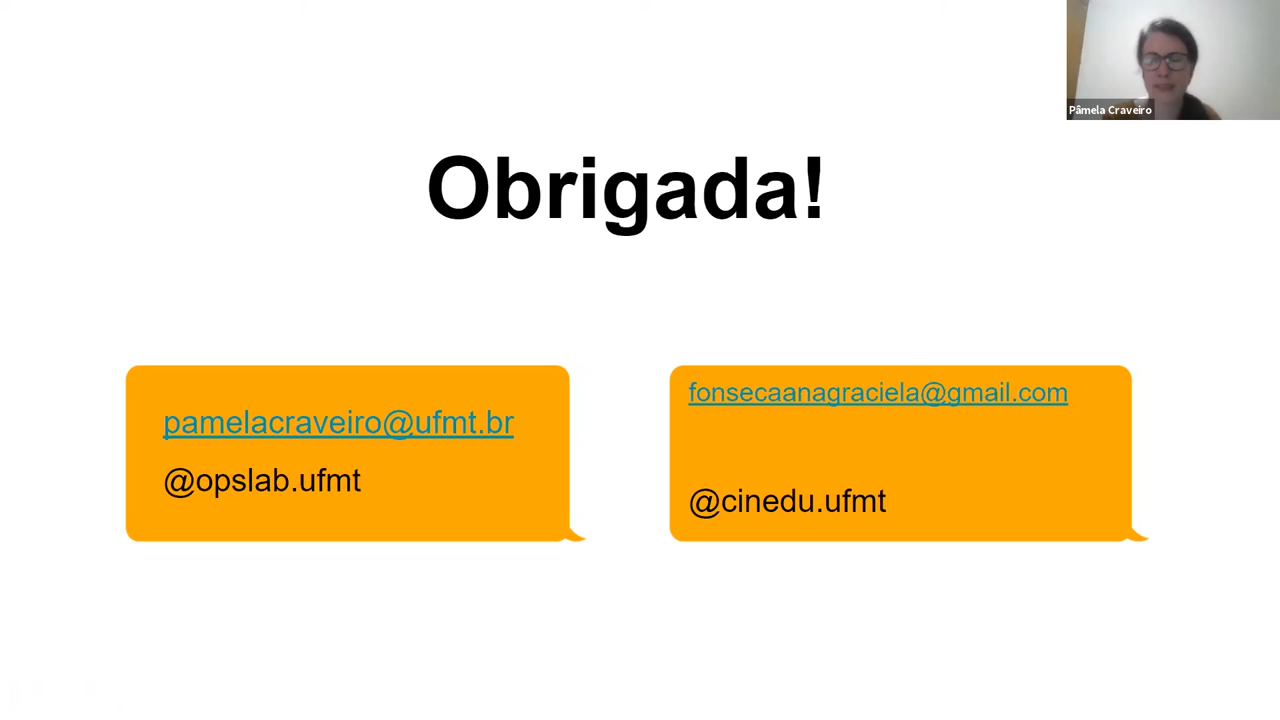 Pâmela Craveiro
Obrigada!
pamelacraveiro@ufmt.br
@opslab.ufmt
fonsecaanagraciela@gmail.com
@cinedu.ufmt